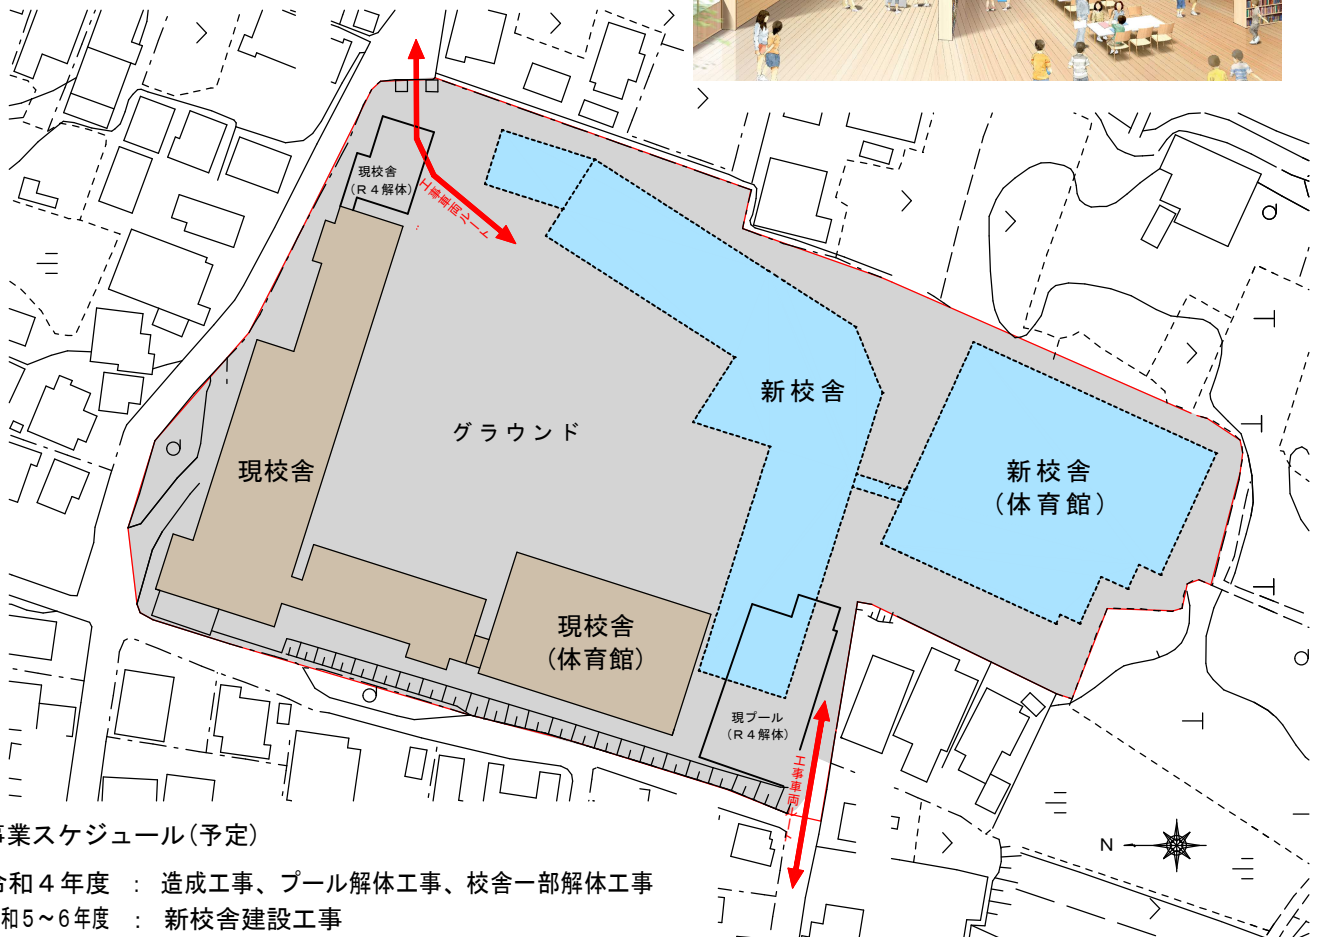 現校舎
(R4解体)
工事車両ルート
新校舎
グラウンド
現校舎
新校舎
(体育館)
現校舎
(体育館)
現プール
(R4解体)
工事車両ルート
N
業スケジュール(予定)
和4年度 : 造成工事、プール解体工事、校舎一部解体工事
和5~6年度 : 新校舎建設工事